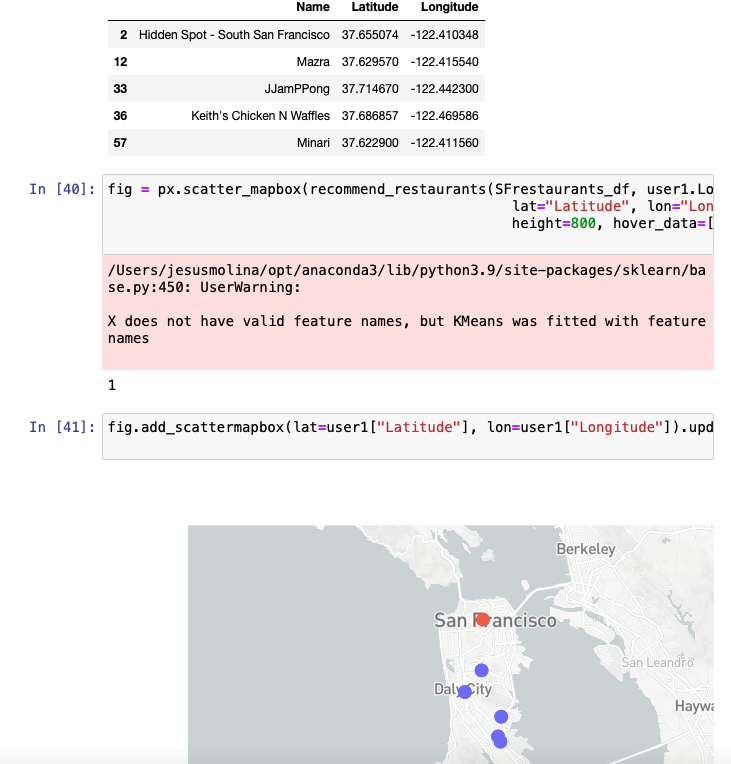 Name Latitude Longitude
2 Hidden Spot - South San Francisco 37.655074 -122.410348
12 Mazra 37.629570 -122.415540
33 JJamPPong 37.714670 -122.442300
36 Keith's Chicken N Waffles 37.686857 -122.469586
57 Minari 37.622900 -122.411560
In [40]: fig = px.scatter_mapbox(recommend_restaurants(SFrestaurants_df, user1.Lo
lat="Latitude", lon="Lon
height=800, hover_data=[
/Users/jesusmolina/opt/anaconda3/lib/python3.9/site-packages/sklearn/ba
se.py:450: UserWarning:
X does not have valid feature names, but KMeans was fitted with feature
names
1
In [41]: fig.add_scattermapbox(lat=user1["Latitude"], lon=user1["Longitude"]).upd
Berkeley
San Francisco
San Leandro
Daly City
Haywa